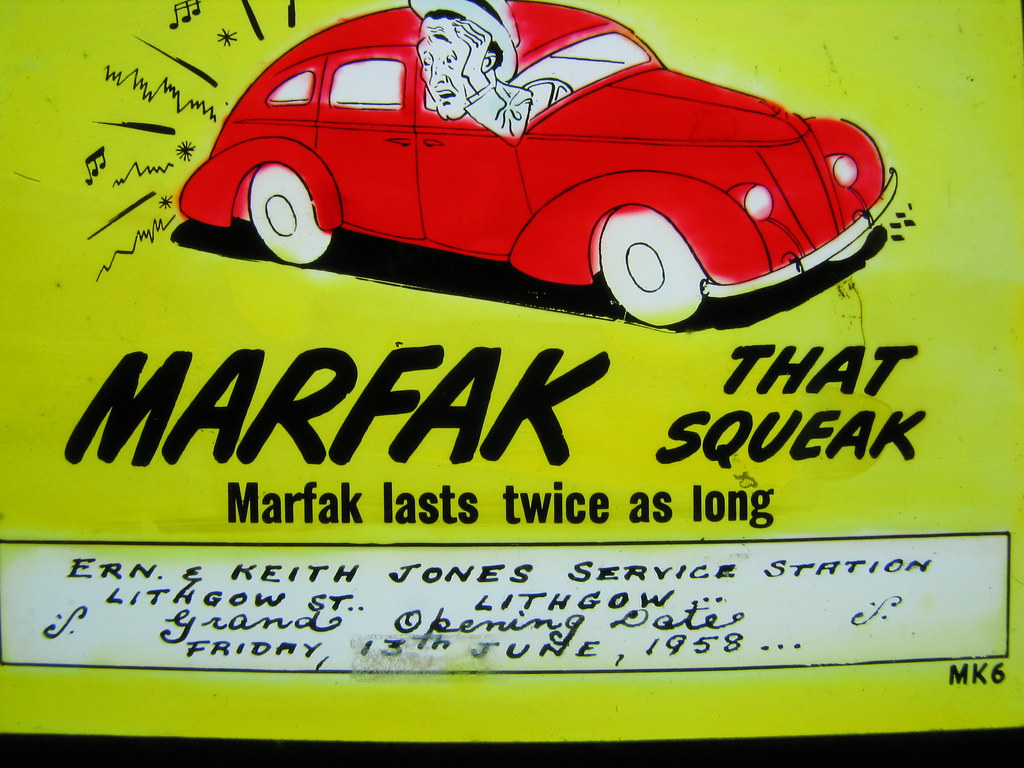 MARFAK THAT SQUEAK
Marfak lasts twice as long
ERN. & KEITH JONES SERVICE STATION
LITHGOW ST.. LITHGOW...
Grand Opening Date
FRIDAY, 13th JUNE, 1958...
MK6